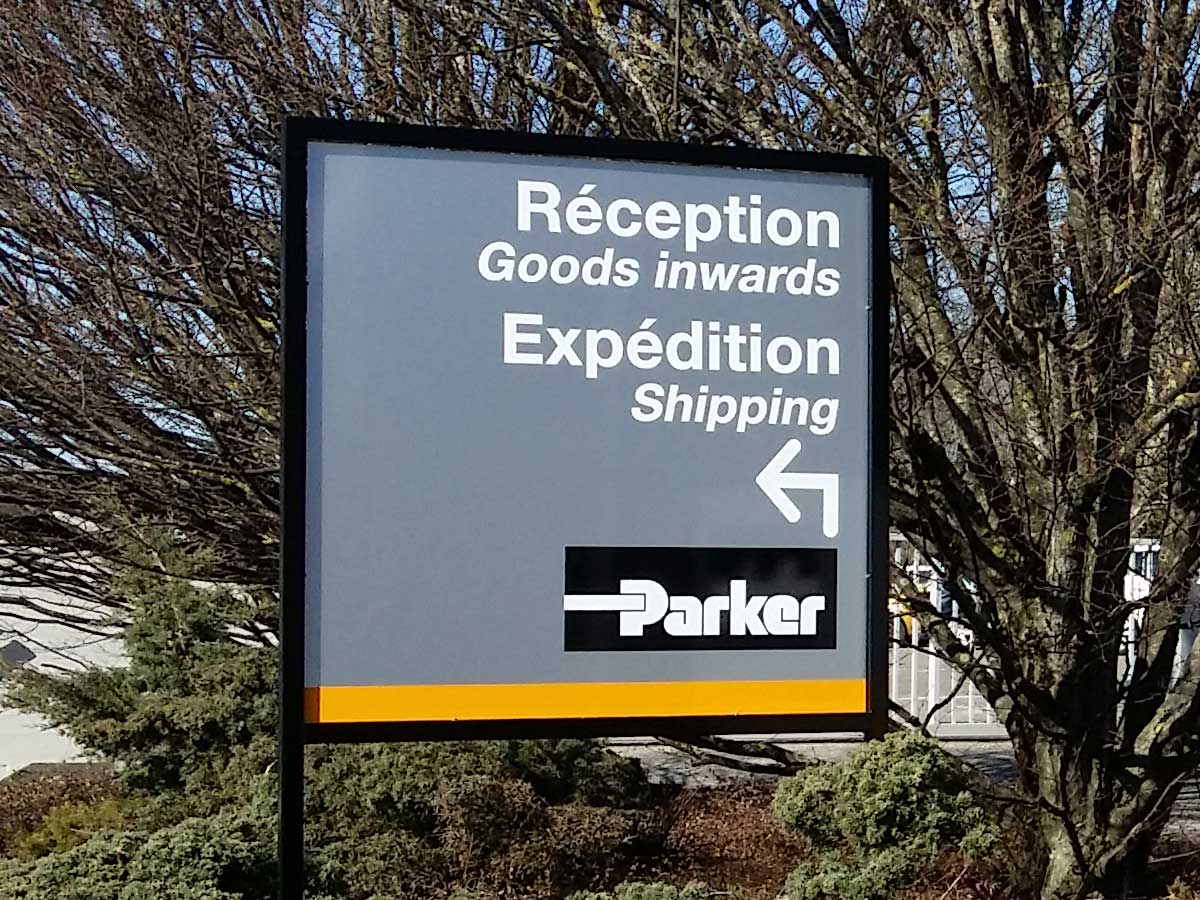 Réception
Goods inwards
Expédition
Shipping
Parker